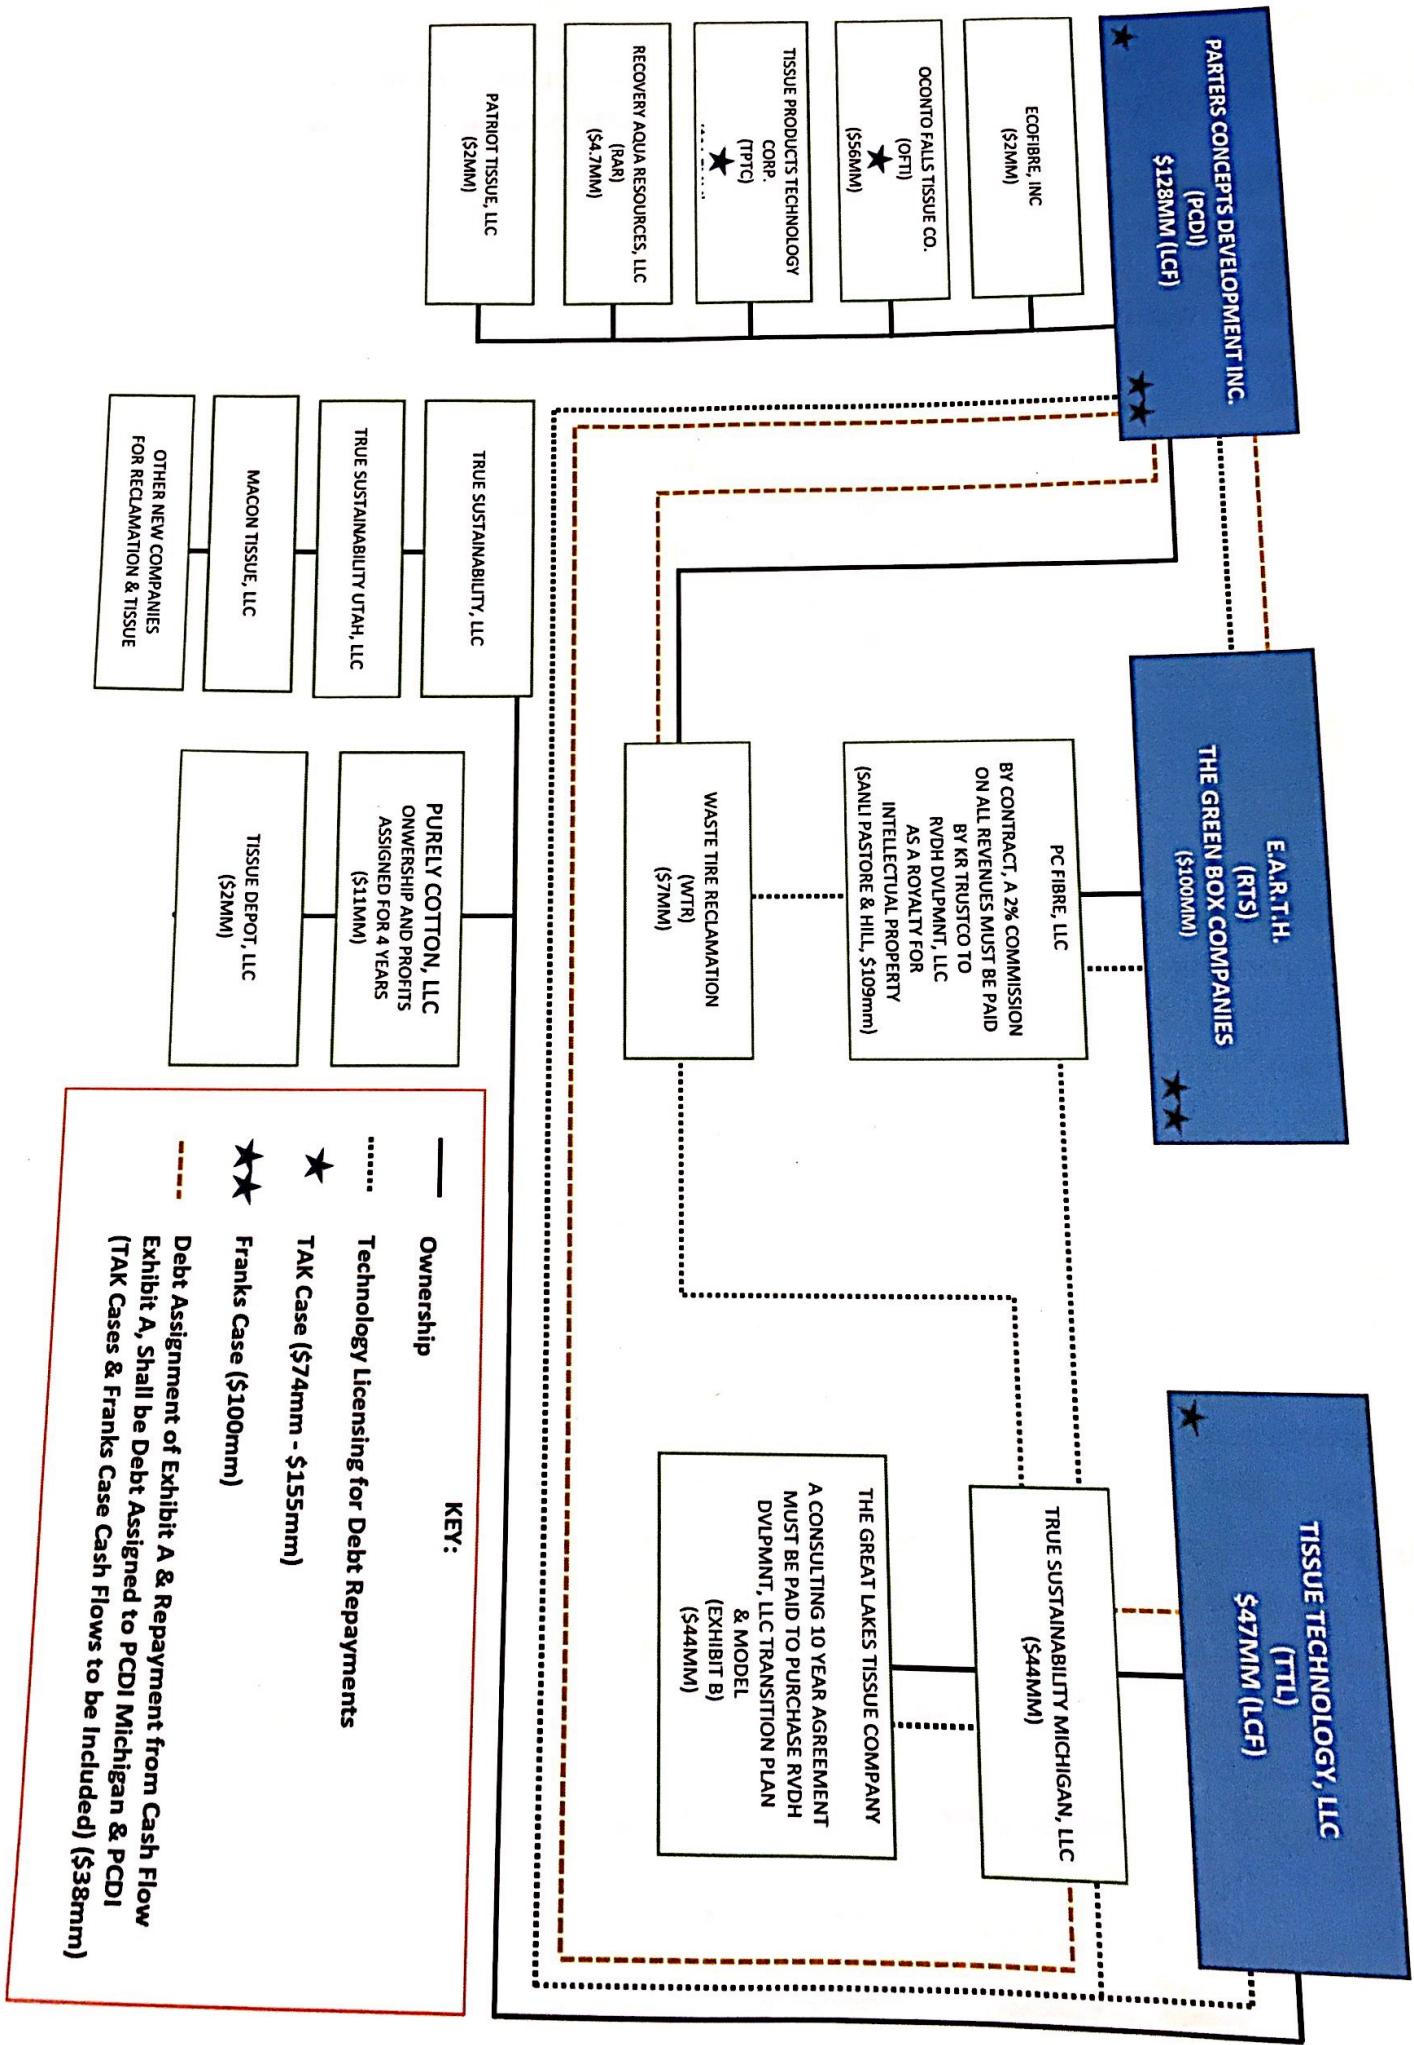 PARTERS CONCEPTS DEVELOPMENT INC.
(PCDI)
$128MM (LCF)
E.A.R.T.H.
(RTS)
THE GREEN BOX COMPANIES
($100MM)
TISSUE TECHNOLOGY, LLC
(TTL)
$47MM (LCF)
ECOFIBRE, INC
($2MM)
OCONTO FALLS TISSUE CO.
(OFTI)
($56MM)
TISSUE PRODUCTS TECHNOLOGY
CORP.
(TPTC)
RECOVERY AQUA RESOURCES, LLC
(RAR)
($4.7MM)
PATRIOT TISSUE, LLC
($2MM)
PC FIBRE, LLC
BY CONTRACT, A 2% COMMISSION
ON ALL REVENUES MUST BE PAID
BY KR TRUSTCO TO
RVDH DVLPMNT, LLC
AS A ROYALTY FOR
INTELLECTUAL PROPERTY
(SANLI PASTORE & HILL, $109mm)
WASTE TIRE RECLAMATION
(WTR)
($7MM)
TRUE SUSTAINABILITY MICHIGAN, LLC
($44MM)
THE GREAT LAKES TISSUE COMPANY
A CONSULTING 10 YEAR AGREEMENT
MUST BE PAID TO PURCHASE RVDH
DVLPMNT, LLC TRANSITION PLAN
& MODEL
(EXHIBIT B)
($44MM)
TRUE SUSTAINABILITY, LLC
TRUE SUSTAINABILITY UTAH, LLC
MACON TISSUE, LLC
OTHER NEW COMPANIES
FOR RECLAMATION & TISSUE
PURELY COTTON, LLC
ONWERSHIP AND PROFITS
ASSIGNED FOR 4 YEARS
($11MM)
TISSUE DEPOT, LLC
($2MM)
KEY:
Ownership
Technology Licensing for Debt Repayments
TAK Case ($74mm - $155mm)
Franks Case ($100mm)
Debt Assignment of Exhibit A & Repayment from Cash Flow
Exhibit A, Shall be Debt Assigned to PCDI Michigan & PCDI
(TAK Cases & Franks Case Cash Flows to be Included) ($38mm)